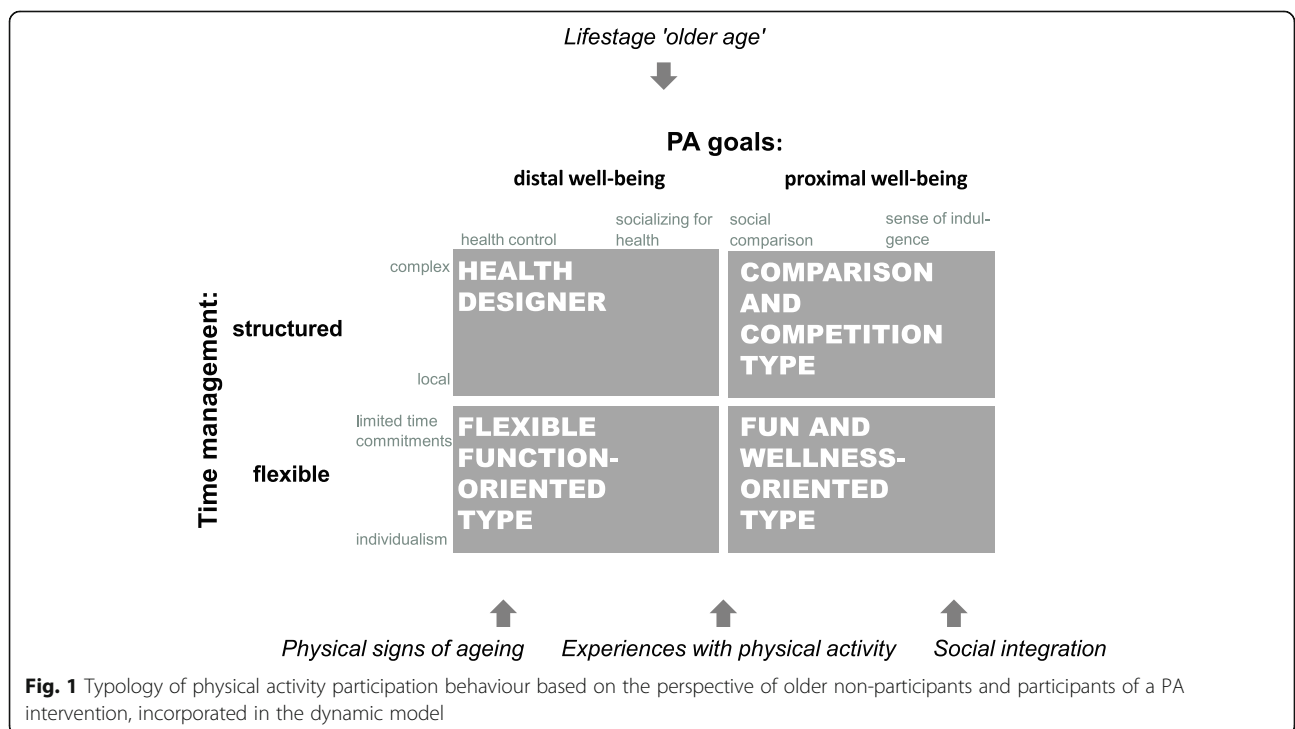 Lifestage 'older age'
PA goals:
distal well-being
proximal well-being
health control
socializing for
health
social
comparison
sense of indul-
gence
Time management:
structured
complex
local
HEALTH
DESIGNER
COMPARISON
AND
COMPETITION
TYPE
flexible
limited time
commitments
individualism
FLEXIBLE
FUNCTION-
ORIENTED
TYPE
FUN AND
WELLNESS-
ORIENTED
TYPE
Physical signs of ageing
Experiences with physical activity
Social integration
Fig. 1 Typology of physical activity participation behaviour based on the perspective of older non-participants and participants of a PA
intervention, incorporated in the dynamic model